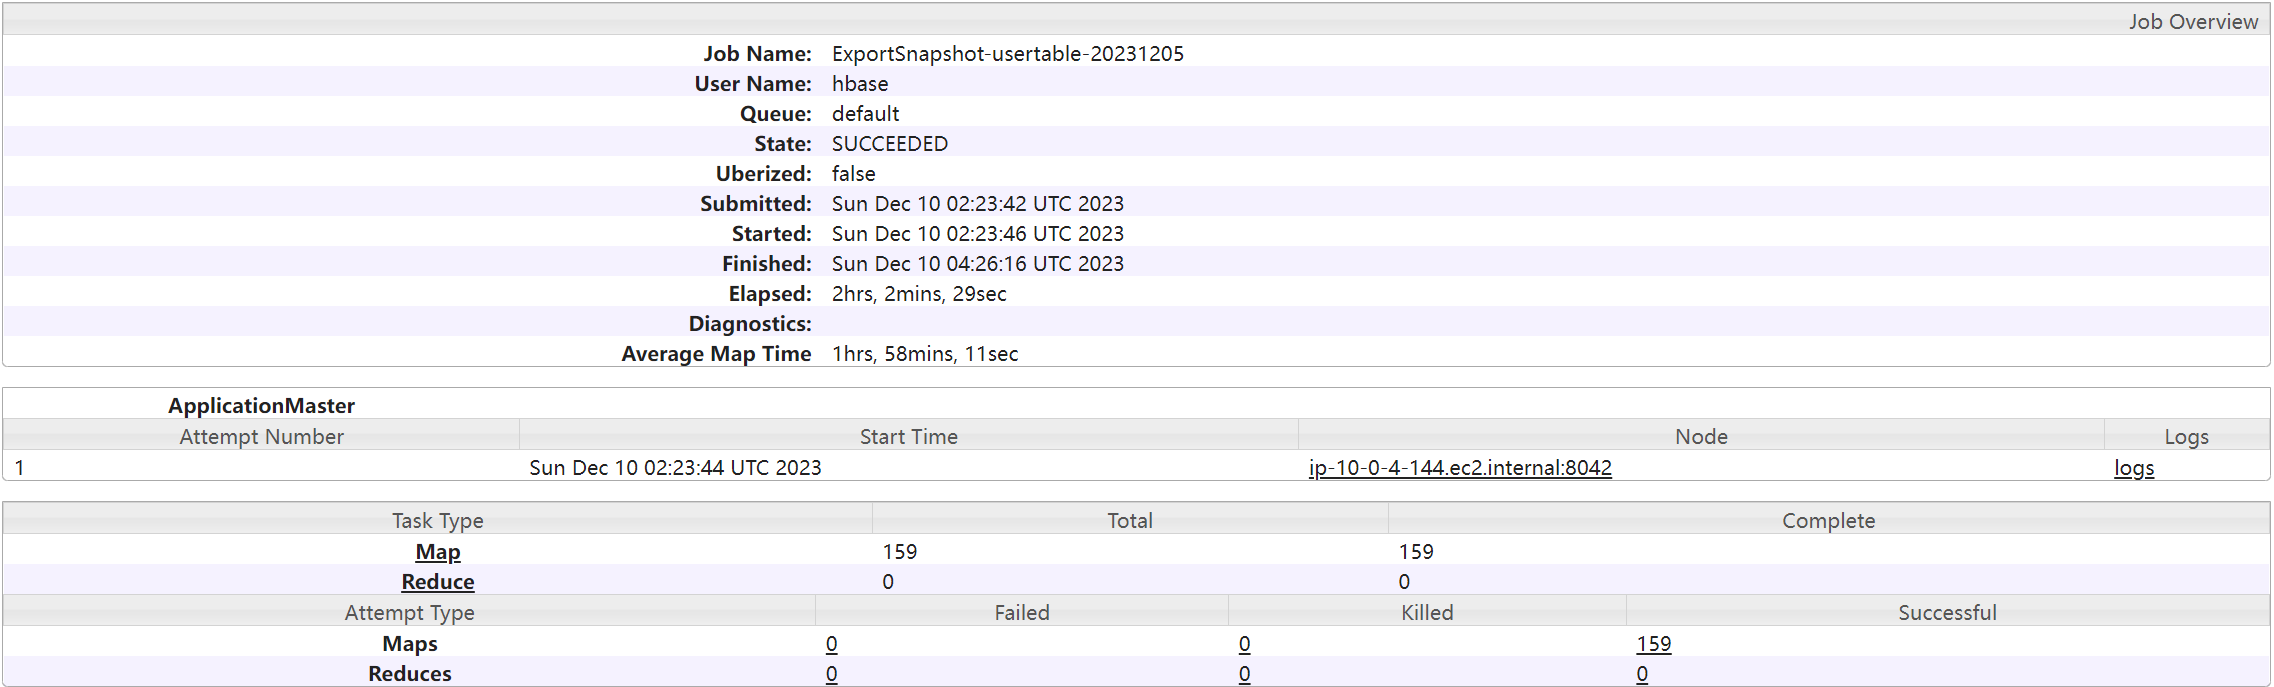 Job Overview
Job Name: ExportSnapshot-usertable-20231205
User Name: hbase
Queue: default
State: SUCCEEDED
Uberized: false
Submitted: Sun Dec 10 02:23:42 UTC 2023
Started: Sun Dec 10 02:23:46 UTC 2023
Finished: Sun Dec 10 04:26:16 UTC 2023
Elapsed: 2hrs, 2mins, 29sec
Diagnostics:
Average Map Time 1hrs, 58mins, 11sec
ApplicationMaster
Attempt Number Start Time Node Logs
1 Sun Dec 10 02:23:44 UTC 2023 ip-10-0-4-144.ec2.internal:8042 logs
Task Type Total Complete
Map 159 159
Reduce 0 0
Attempt Type Failed Killed Successful
Maps 0 0 159
Reduces 0 0 0